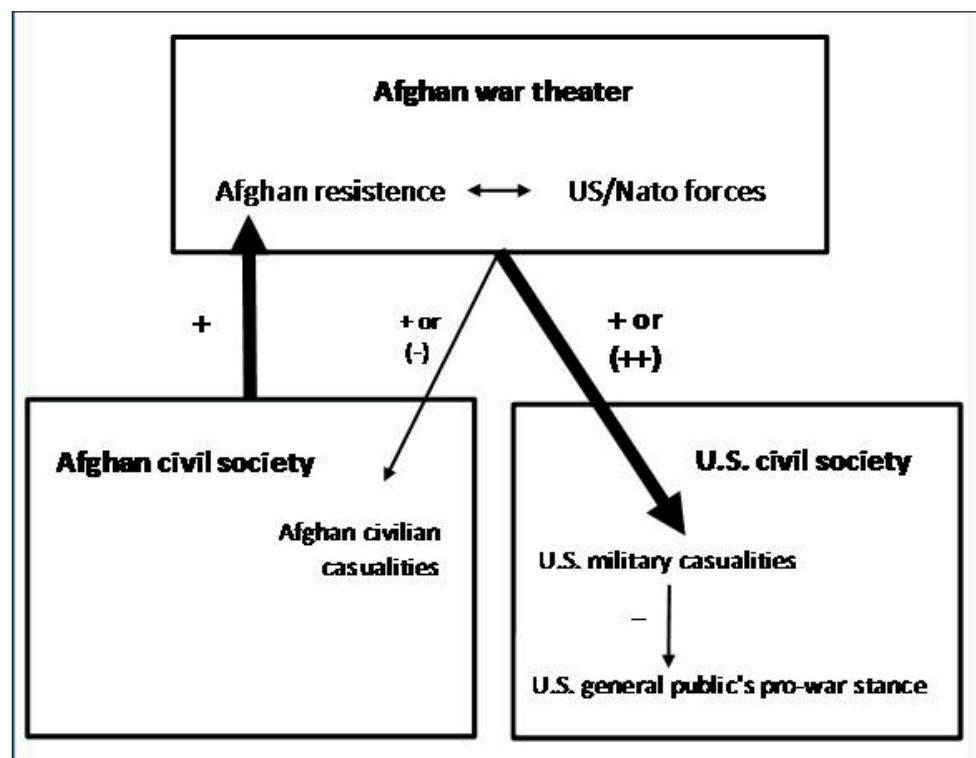 Afghan war theater
Afghan resistence
US/Nato forces
+
+ or
(-)
+ or
(++)
Afghan civil society
Afghan civilian
casualities
U.S. civil society
U.S. military casualities
–
U.S. general public's pro-war stance